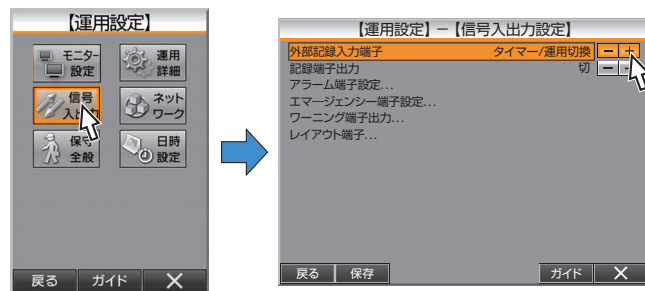 【運用設定】
モニター
設定
運用
詳細
信号
入出力
ネット
ワーク
保守
全般
日時
設定
戻る ガイド ×
【運用設定】－【信号入出力設定】
外部記録入力端子 タイマー/運用切換 － ＋
記録端子出力 切 －
アラーム端子設定...
エマージェンシー端子設定...
ワーニング端子出力...
レイアウト端子...
戻る 保存 ガイド ×